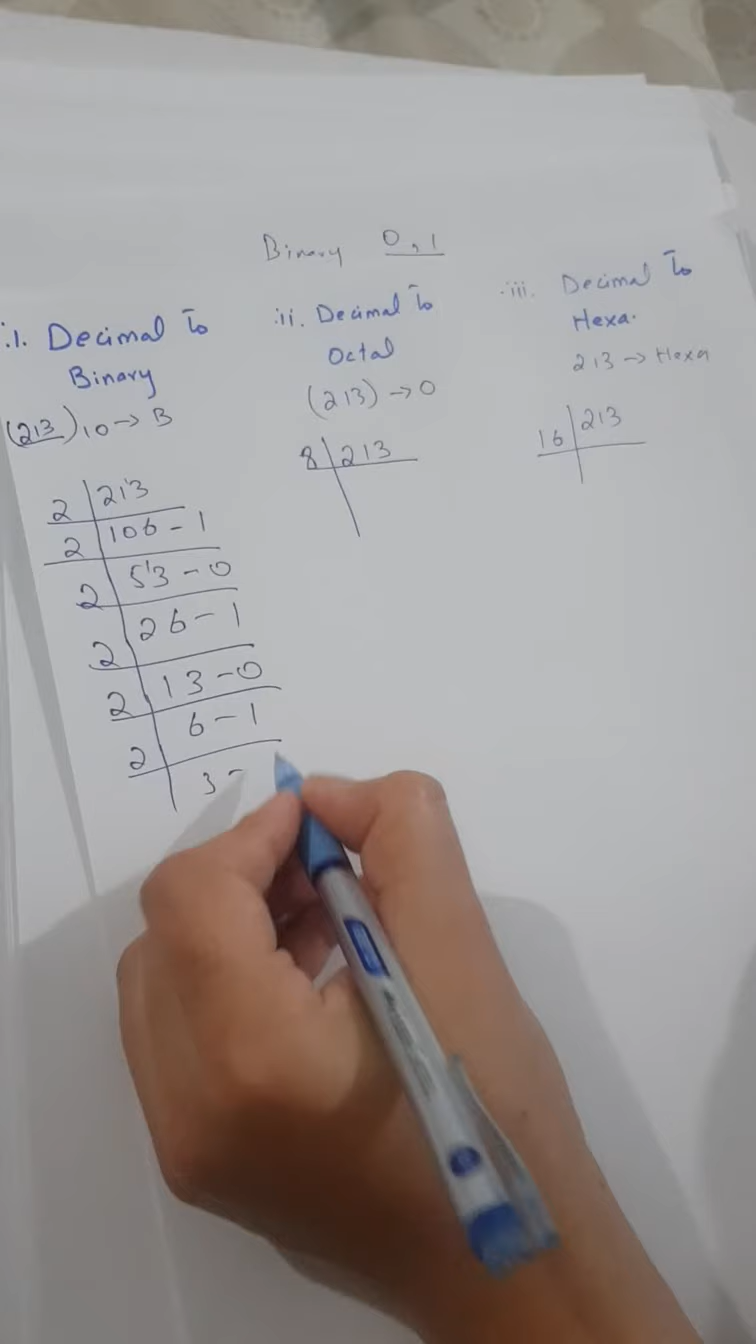 Binary 0,1
.i. Decimal To
Binary
(213)10 → B
2 | 213
2 | 106 - 1
2 | 53 - 0
2 | 26 - 1
2 | 13 - 0
2 | 6 - 1
3 -
.ii. Decimal To
Octal
(213) → O
8 | 213
.iii. Decimal To
Hexa.
213 → Hexa
16 | 213